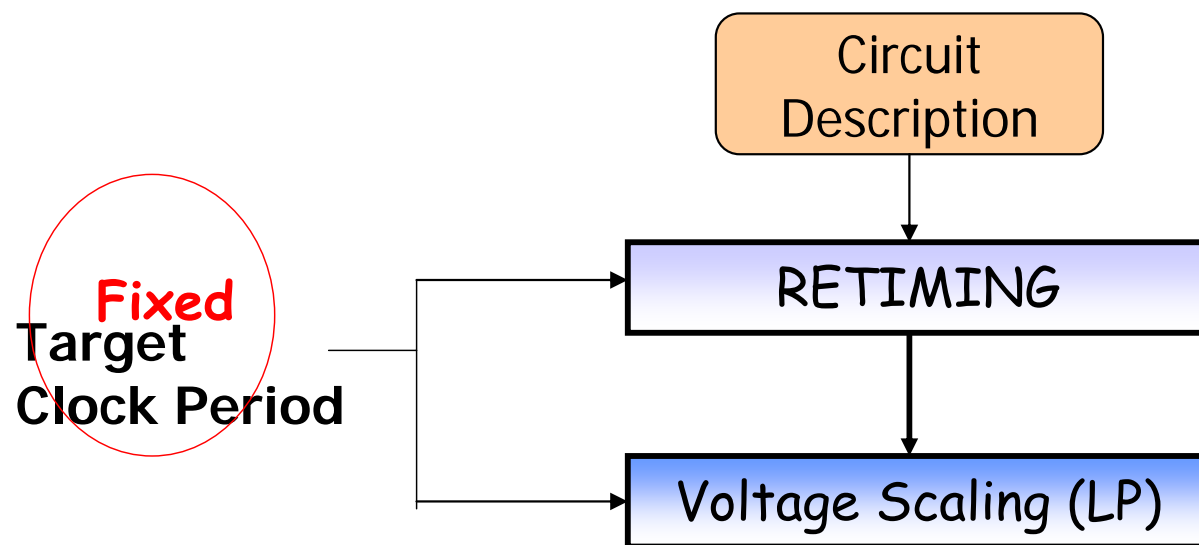 Circuit
Description
Fixed
Target
Clock Period
RETIMING
Voltage Scaling (LP)